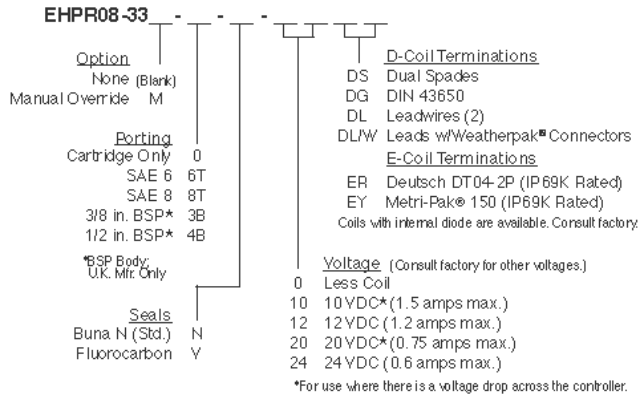 EHPR08-33__-__-__-____ ____
Option
None (Blank)
Manual Override M
Porting
Cartridge Only 0
SAE 6 6T
SAE 8 8T
3/8 in. BSP* 3B
1/2 in. BSP* 4B
*BSP Body;
U.K. Mfr. Only
Seals
Buna N (Std.) N
Fluorocarbon V
D-Coil Terminations
DS Dual Spades
DG DIN 43650
DL Leadwires (2)
DL/W Leads w/Weatherpak® Connectors
E-Coil Terminations
ER Deutsch DT04-2P (IP69K Rated)
EY Metri-Pak® 150 (IP69K Rated)
Coils with internal diode are available. Consult factory.
Voltage (Consult factory for other voltages.)
0 Less Coil
10 10 VDC* (1.5 amps max.)
12 12 VDC (1.2 amps max.)
20 20 VDC* (0.75 amps max.)
24 24 VDC (0.6 amps max.)
*For use where there is a voltage drop across the controller.